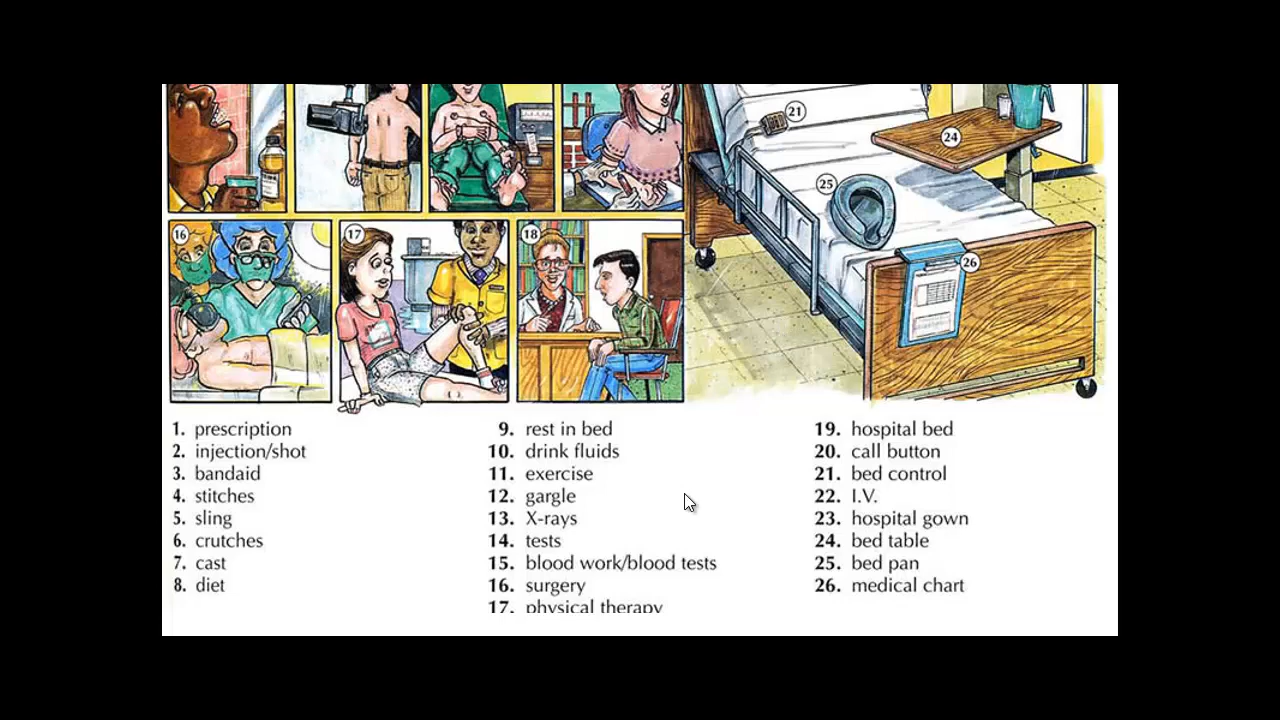 21
24
25
26
16
17
18
1. prescription
2. injection/shot
3. bandaid
4. stitches
5. sling
6. crutches
7. cast
8. diet
9. rest in bed
10. drink fluids
11. exercise
12. gargle
13. X-rays
14. tests
15. blood work/blood tests
16. surgery
17. physical therapy
19. hospital bed
20. call button
21. bed control
22. I.V.
23. hospital gown
24. bed table
25. bed pan
26. medical chart